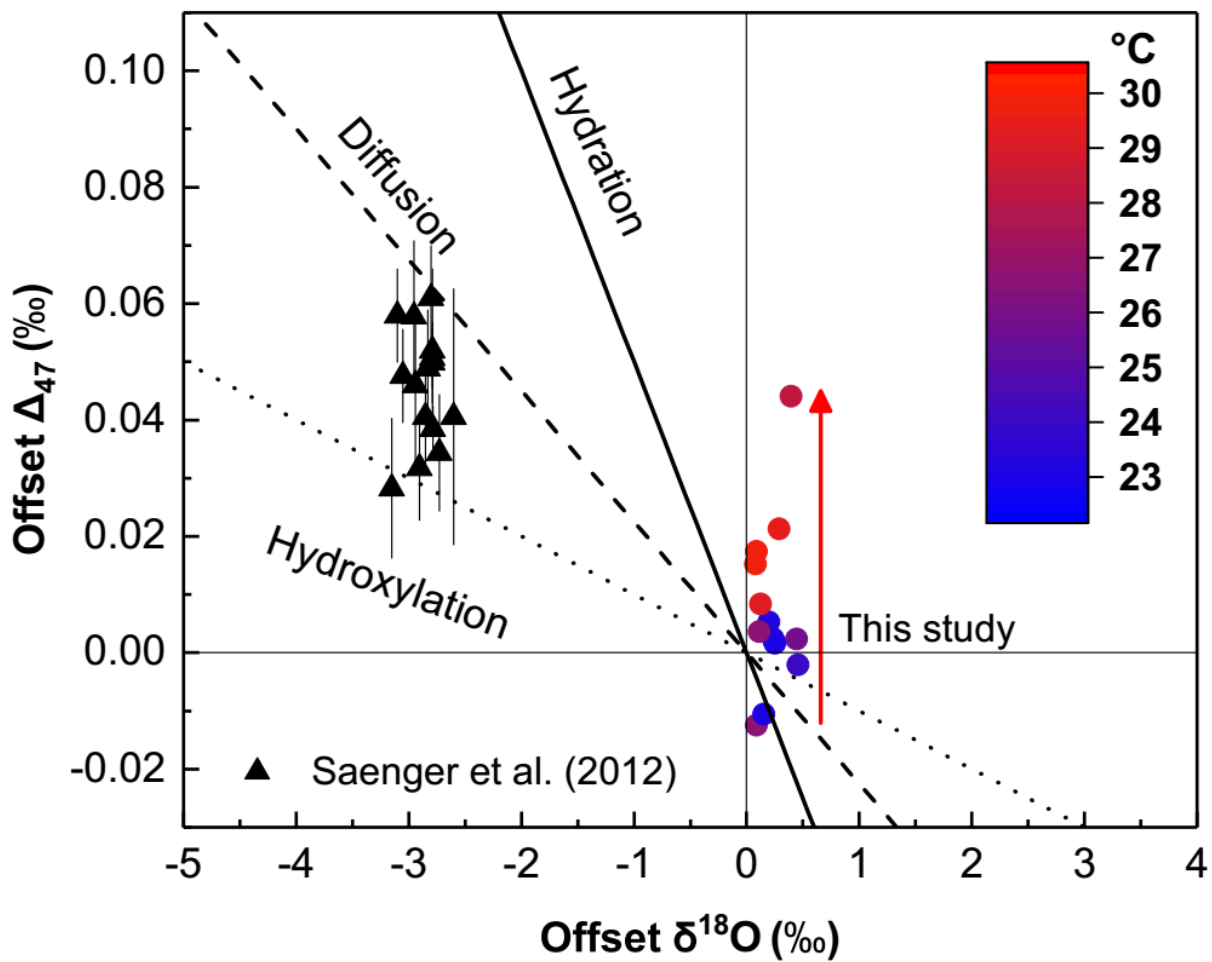 °C
0.10
0.08
0.06
0.04
0.02
0.00
-0.02
Offset Δ₄₇ (‰)
Hydration
Diffusion
Hydroxylation
30
29
28
27
26
25
24
23
This study
Saenger et al. (2012)
-5 -4 -3 -2 -1 0 1 2 3 4
Offset δ¹⁸O (‰)